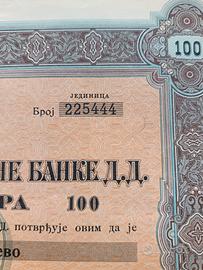 100
ЈЕДИНИЦА
Број 225444
НЕ БАНКЕ Д.Д.
РА 100
Д. потврђује овим да је
ево